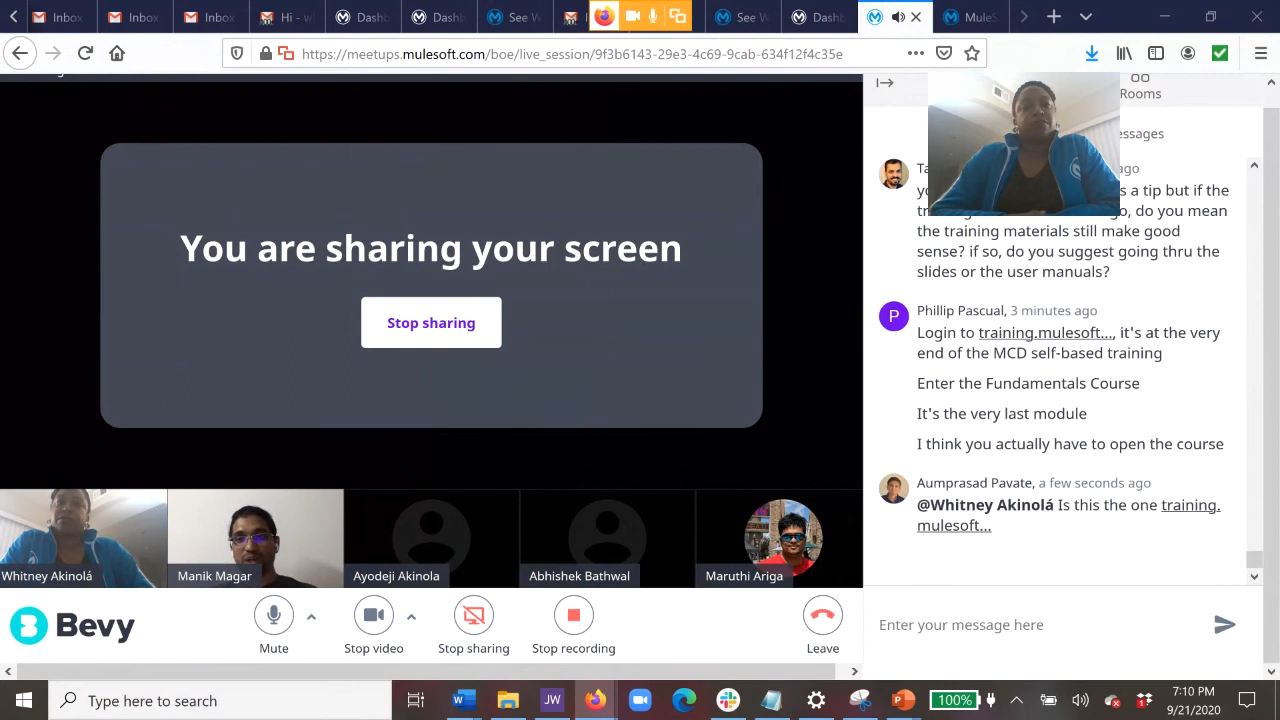 Inbox
Inbox
Inbox
Hi - w
Dashb
Dashb
See W
See W
Dashb
MuleS
https://meetups.mulesoft.com/boe/live_session/9f3b6143-29e3-4c69-9cab-634f12f4c35e
You are sharing your screen
Stop sharing
Rooms
essages
Ta
ago
s a tip but if the
o, do you mean
the training materials still make good
sense? if so, do you suggest going thru the
slides or the user manuals?
P
Phillip Pascual, 3 minutes ago
Login to training.mulesoft..., it's at the very
end of the MCD self-based training
Enter the Fundamentals Course
It's the very last module
I think you actually have to open the course
Aumprasad Pavate, a few seconds ago
@Whitney Akinolá Is this the one training.
mulesoft...
Whitney Akinolá
Manik Magar
Ayodeji Akinola
Abhishek Bathwal
Maruthi Ariga
Bevy
Mute
Stop video
Stop sharing
Stop recording
Leave
Enter your message here
Type here to search
JW
100%
1
7:10 PM
9/21/2020